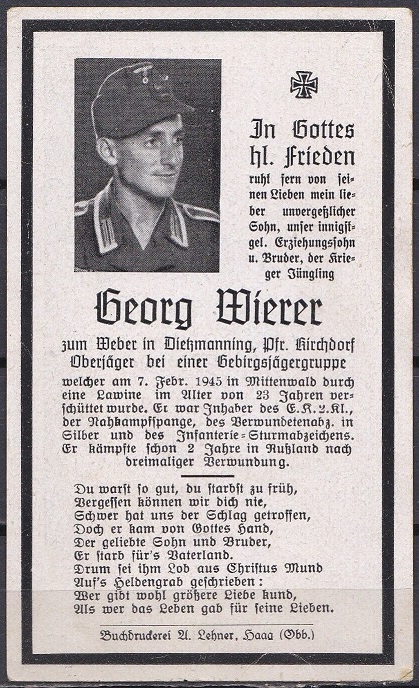 In Gottes
hl. Frieden
ruht fern von sei-
nen Lieben mein lie-
ber unvergeßlicher
Sohn, unser innigst-
gel. Erziehungssohn
u. Bruder, der Krie-
ger Jüngling
Georg Wierer
zum Weber in Dietzmanning, Pfr. Kirchdorf
Oberjäger bei einer Gebirgsjägergruppe
welcher am 7. Febr. 1945 in Mittenwald durch
eine Lawine im Alter von 23 Jahren ver-
schüttet wurde. Er war Inhaber des E.K.2.Kl.,
der Nahkampfspange, des Verwundetenabz. in
Silber und des Infanterie-Sturmabzeichens.
Er kämpfte schon 2 Jahre in Rußland nach
dreimaliger Verwundung.
Du warst so gut, du starbst zu früh,
Vergessen können wir dich nie,
Schwer hat uns der Schlag getroffen,
Doch er kam von Gottes Hand,
Der geliebte Sohn und Bruder,
Er starb für's Vaterland.
Drum sei ihm Lob aus Christus Mund
Auf's Heldengrab geschrieben:
Wer gibt wohl größere Liebe kund,
Als wer das Leben gab für seine Lieben.
Buchdruckerei A. Lehner, Haag (Obb.)